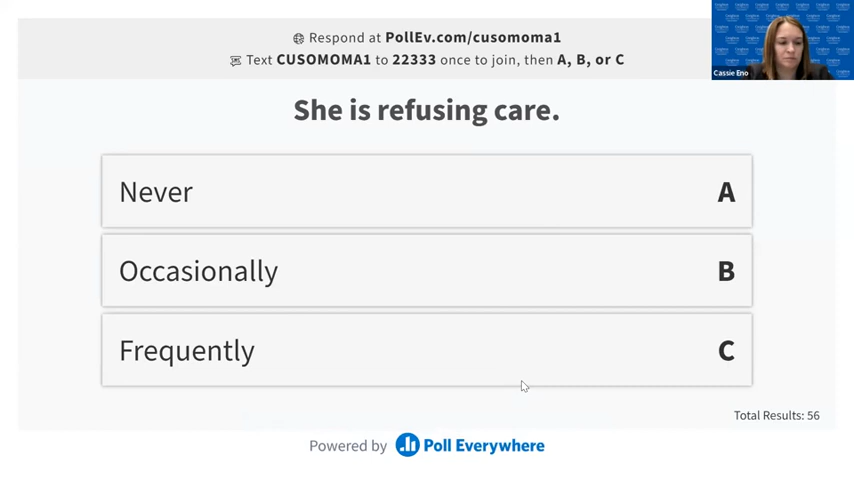 Respond at PollEv.com/cusomoma1
Text CUSOMOMA1 to 22333 once to join, then A, B, or C
Cassie Eno
She is refusing care.
Never A
Occasionally B
Frequently C
Total Results: 56
Powered by Poll Everywhere